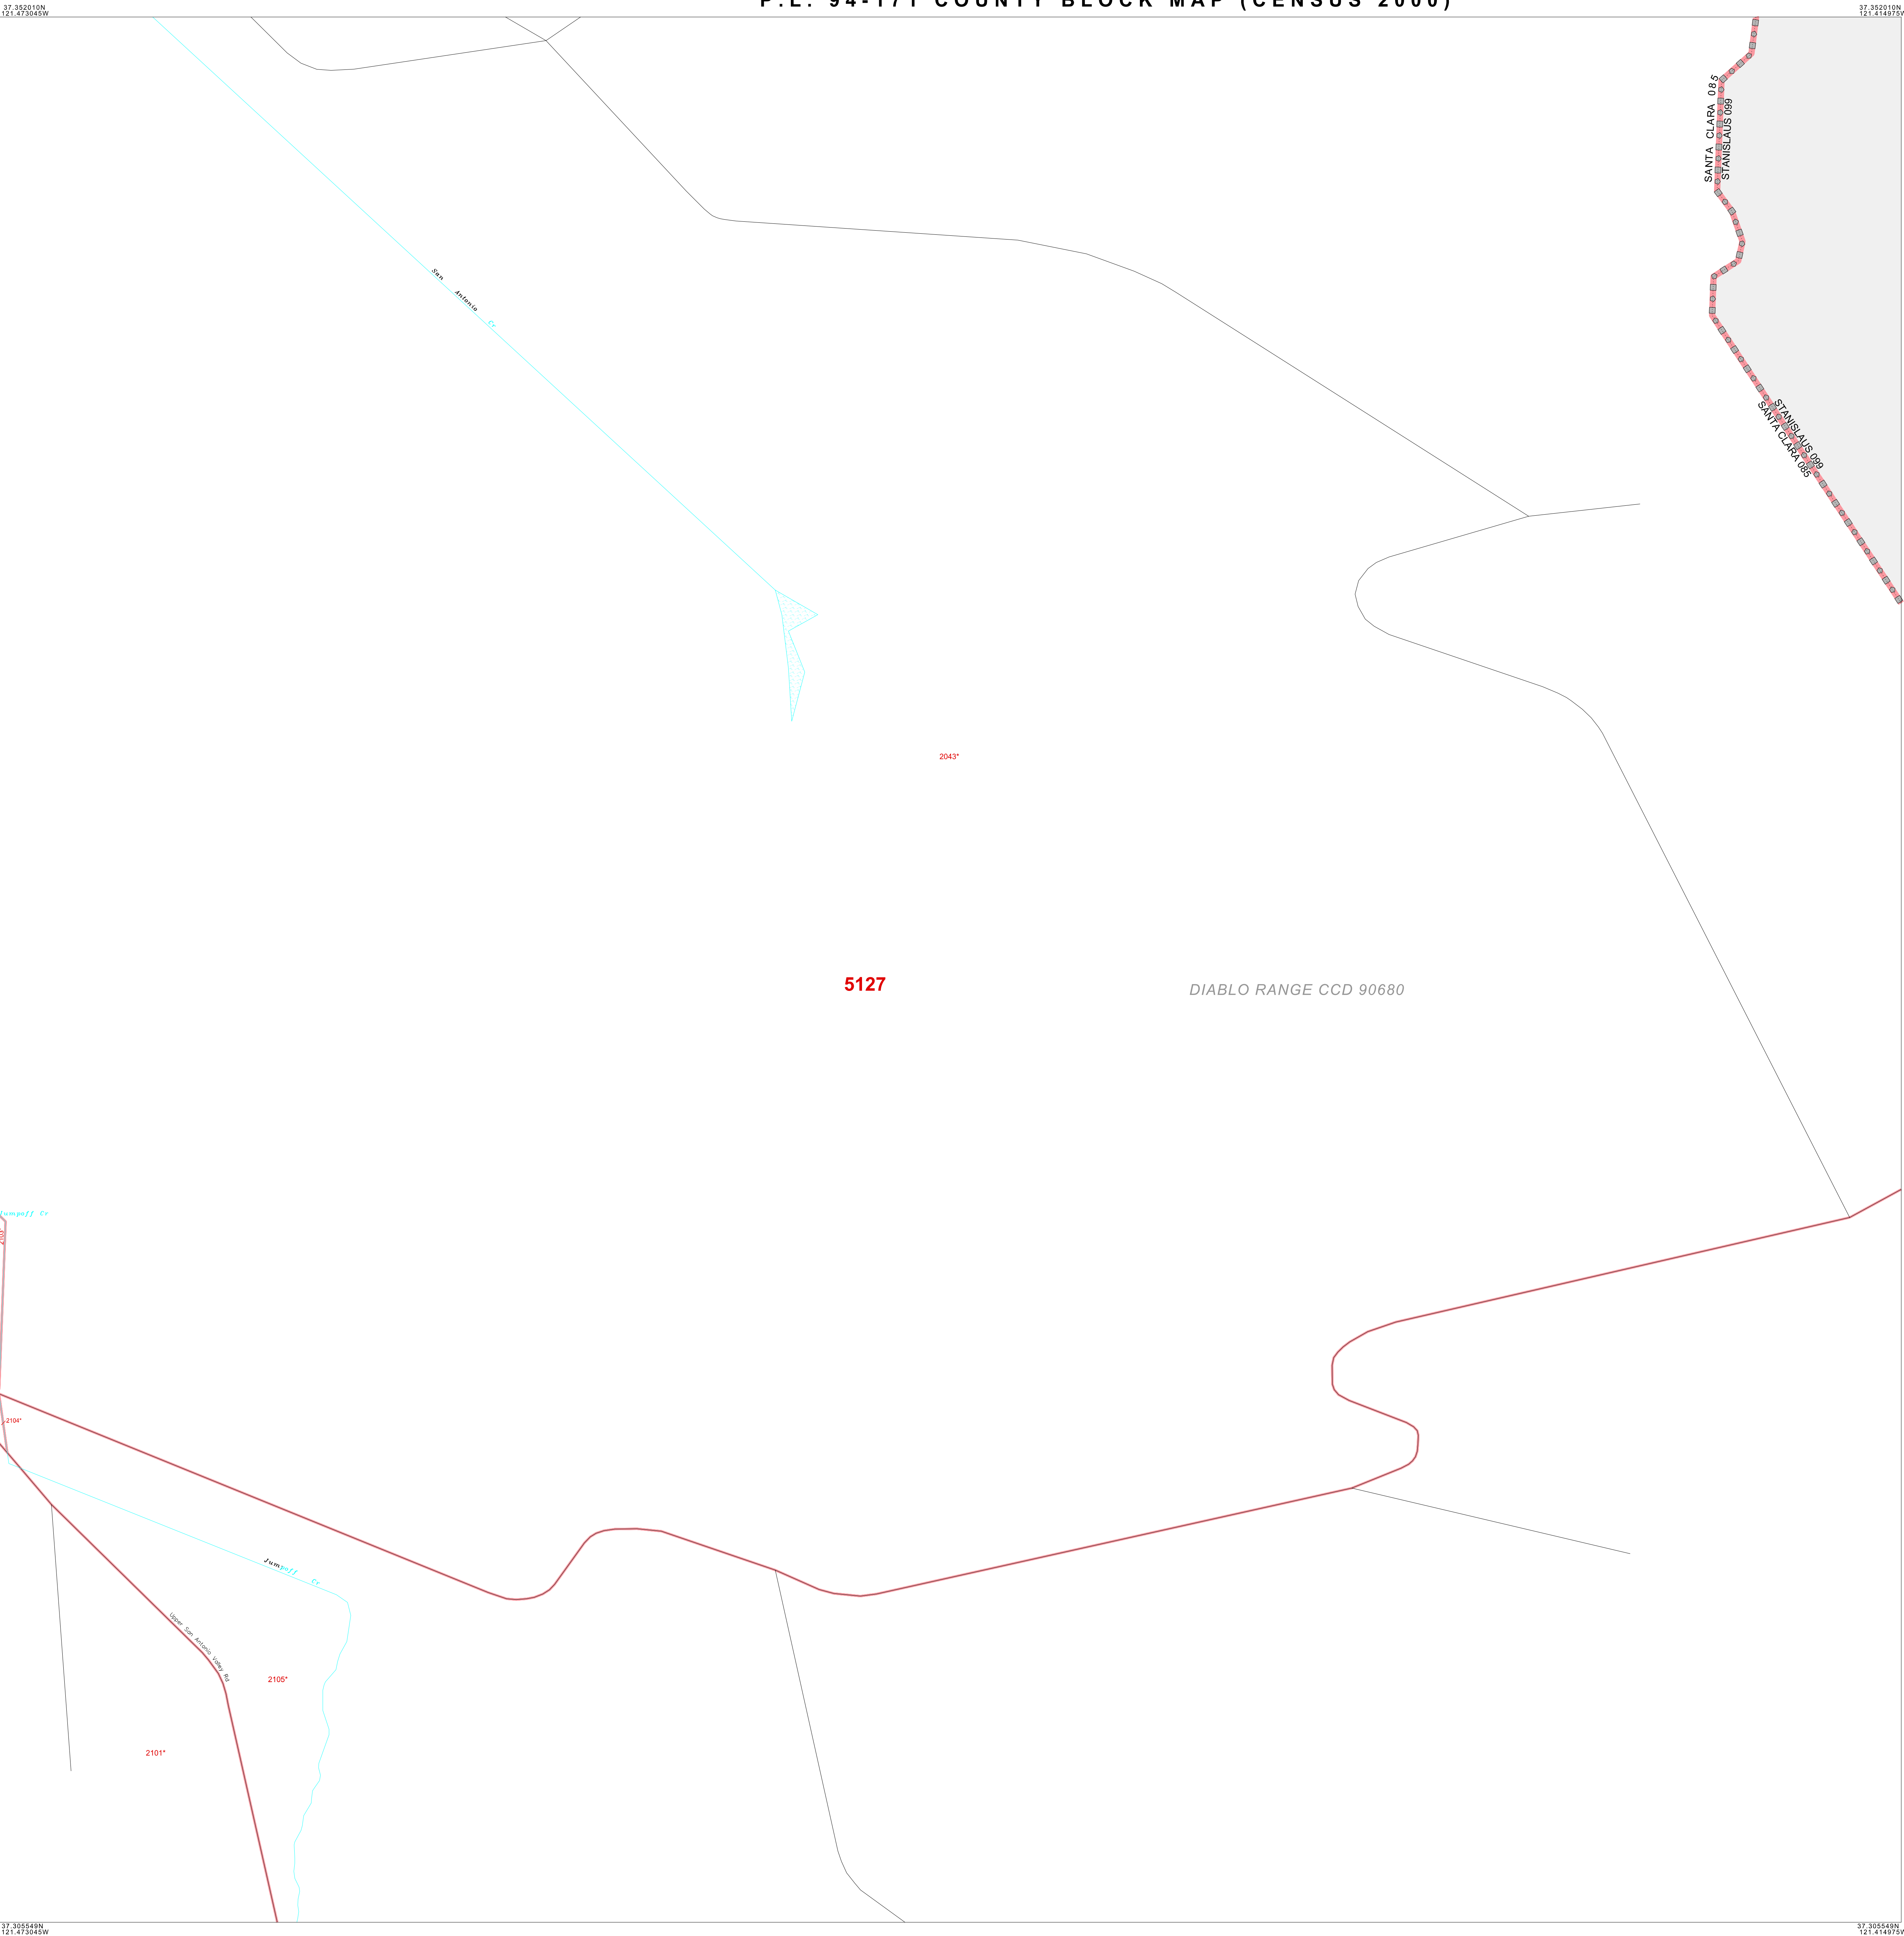 P.L. 94-171 COUNTY BLOCK MAP (CENSUS 2000)
37.352010N
121.473045W
37.352010N
121.414975W
SANTA CLARA 085
STANISLAUS 099
San Antonio Cr
STANISLAUS 099
SANTA CLARA 085
2043*
5127
DIABLO RANGE CCD 90680
Jumpoff Cr
2103*
2104*
Jumpoff Cr
Upper San Antonio Valley Rd
2105*
2101*
37.305549N
121.473045W
37.305549N
121.414975W